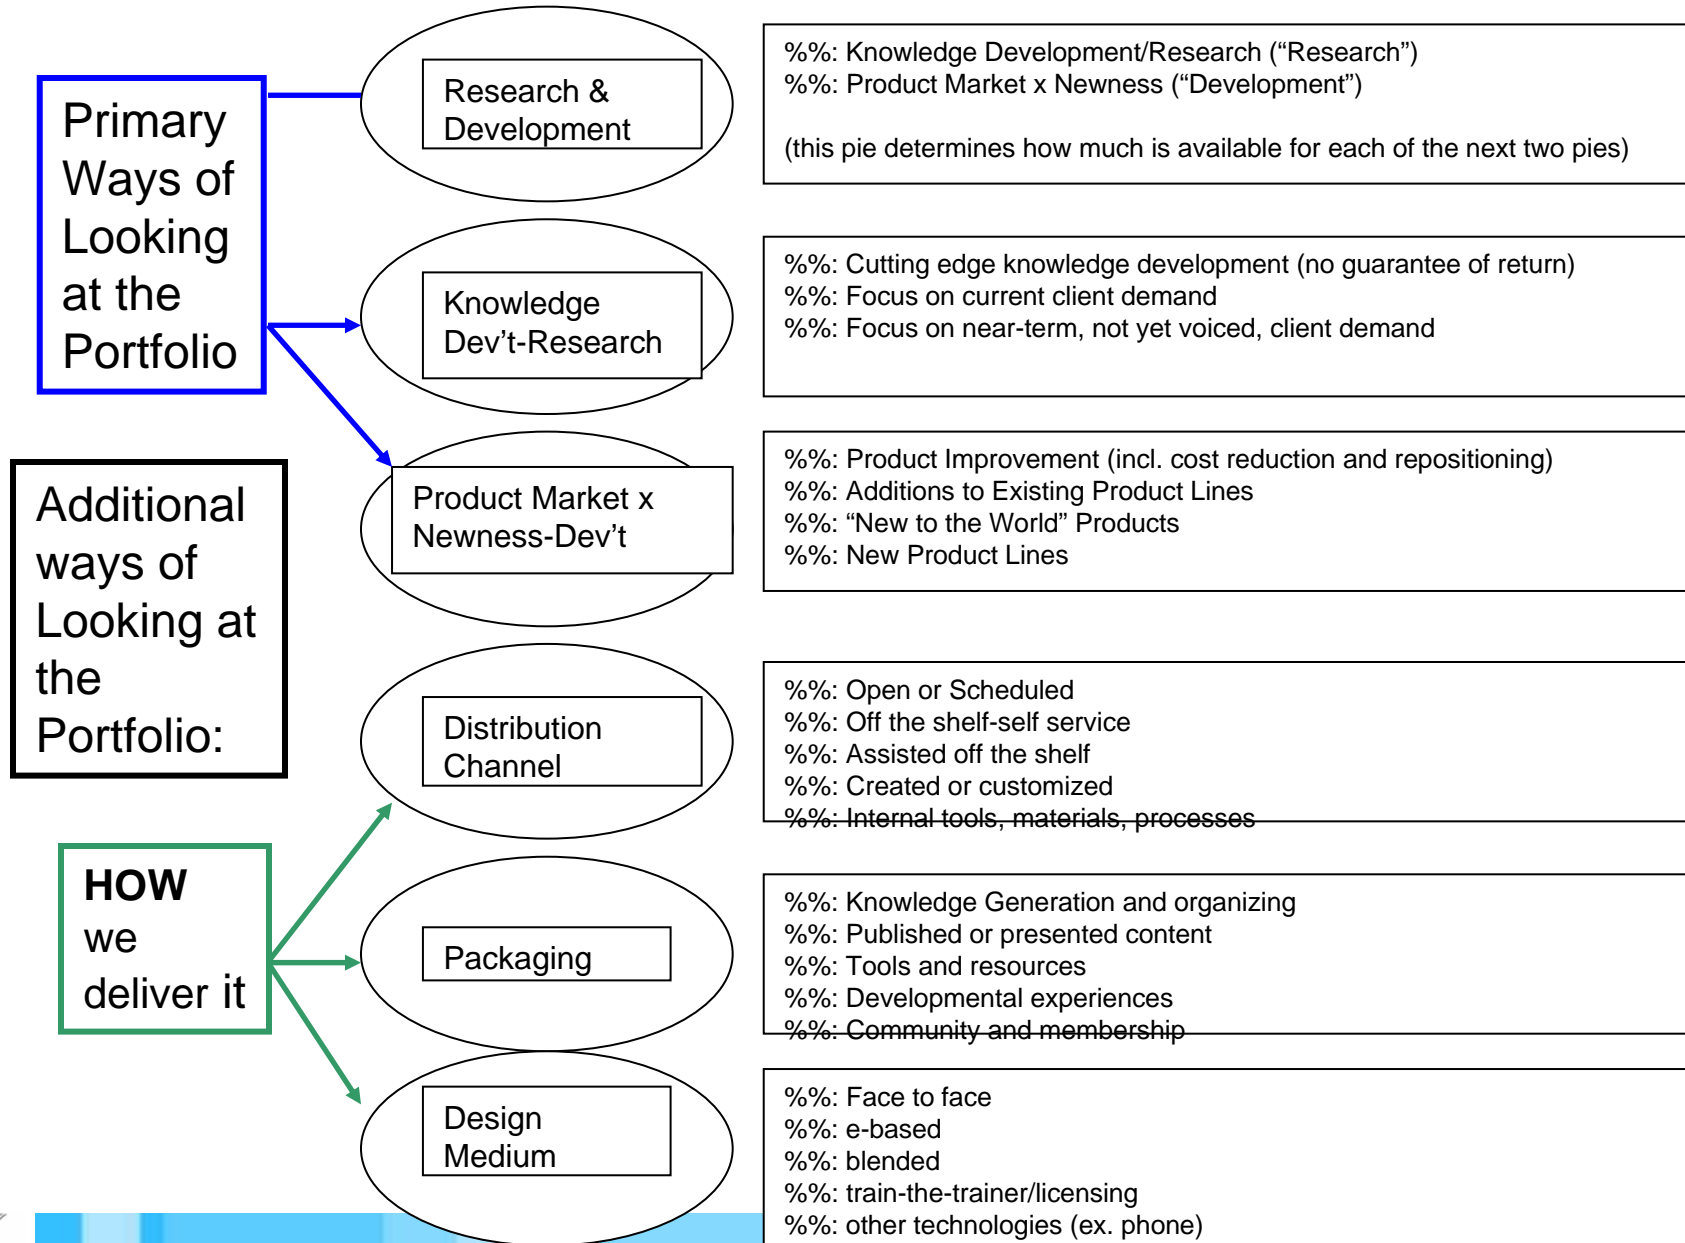 Primary
Ways of
Looking
at the
Portfolio
Research &
Development
%%: Knowledge Development/Research (“Research”)
%%: Product Market x Newness (“Development”)
(this pie determines how much is available for each of the next two pies)
Knowledge
Dev’t-Research
%%: Cutting edge knowledge development (no guarantee of return)
%%: Focus on current client demand
%%: Focus on near-term, not yet voiced, client demand
Product Market x
Newness-Dev’t
%%: Product Improvement (incl. cost reduction and repositioning)
%%: Additions to Existing Product Lines
%%: “New to the World” Products
%%: New Product Lines
Additional
ways of
Looking at
the
Portfolio:
Distribution
Channel
%%: Open or Scheduled
%%: Off the shelf-self service
%%: Assisted off the shelf
%%: Created or customized
%%: Internal tools, materials, processes
HOW
we
deliver it
Packaging
%%: Knowledge Generation and organizing
%%: Published or presented content
%%: Tools and resources
%%: Developmental experiences
%%: Community and membership
Design
Medium
%%: Face to face
%%: e-based
%%: blended
%%: train-the-trainer/licensing
%%: other technologies (ex. phone)